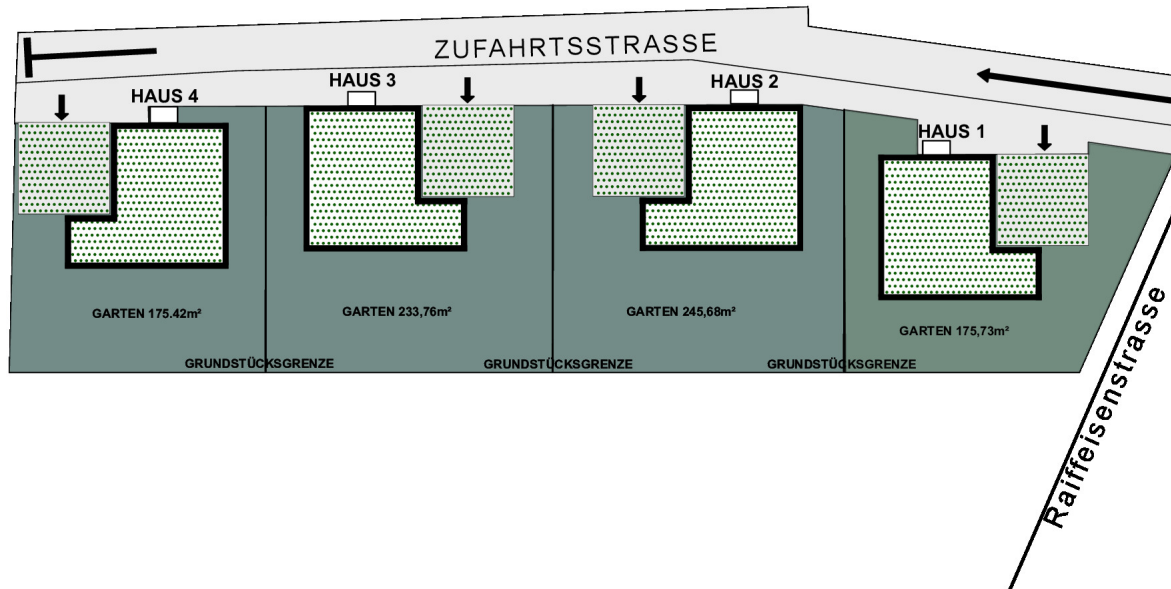 ZUFAHRTSSTRASSE
HAUS 4
HAUS 3
HAUS 2
HAUS 1
GARTEN 175.42m²
GARTEN 233,76m²
GARTEN 245,68m²
GARTEN 175,73m²
GRUNDSTÜCKSGRENZE
GRUNDSTÜCKSGRENZE
GRUNDSTÜCKSGRENZE
Raiffeisenstrasse